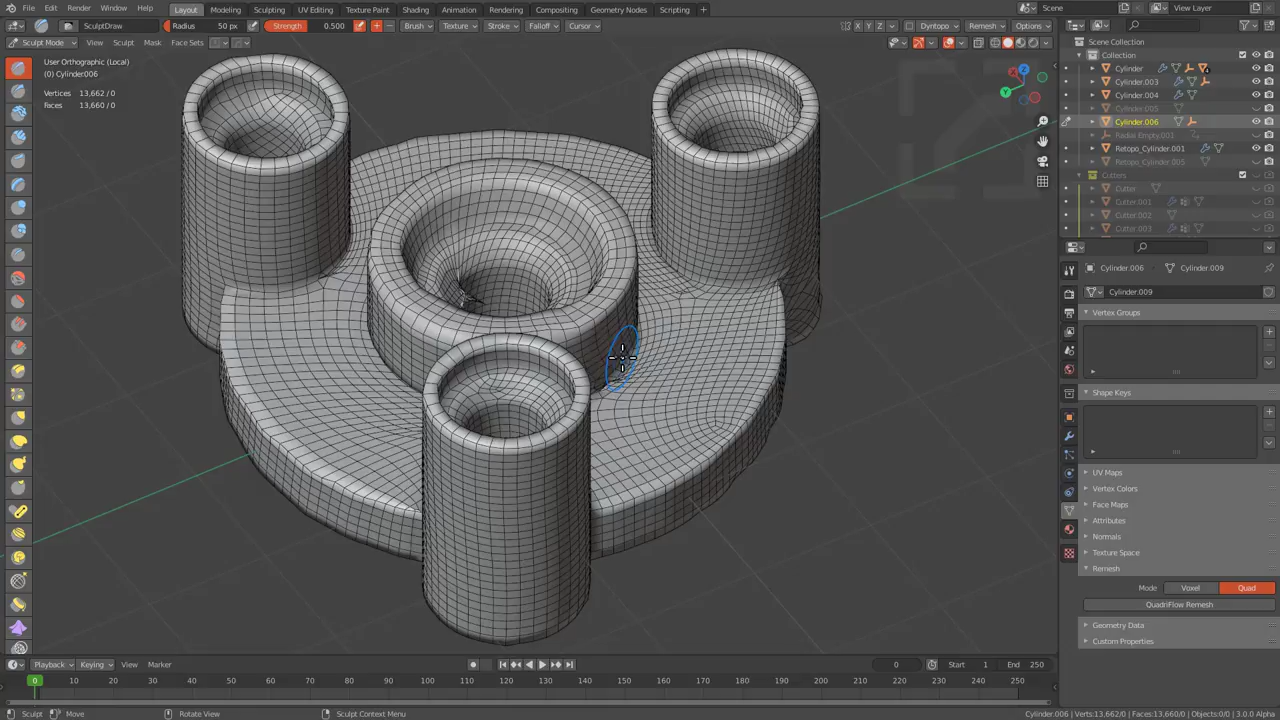 File Edit Render Window Help Layout Modeling Sculpting UV Editing Texture Paint Shading Animation Rendering Compositing Geometry Nodes Scripting + Scene View Layer
SculptDraw Radius 50 px Strength 0.500 Brush Texture Stroke Falloff Cursor X Y Z Dyntopo Remesh Options
Sculpt Mode View Sculpt Mask Face Sets
User Orthographic (Local)
(0) Cylinder.006
Vertices 13,662 / 0
Faces 13,660 / 0
Z
X
Y
Scene Collection
Collection
Cylinder 4
Cylinder.003
Cylinder.004
Cylinder.005
Cylinder.006
Radial Empty.003
Retopo_Cylinder.001
Retopo_Cylinder.005
Cutters
Cutter
Cutter.001
Cutter.002
Cutter.003
Cylinder.006 Cylinder.009
Cylinder.009
Vertex Groups
Shape Keys
UV Maps
Vertex Colors
Face Maps
Attributes
Normals
Texture Space
Remesh
Mode Voxel Quad
QuadriFlow Remesh
Geometry Data
Custom Properties
Playback Keying View Marker 0 Start 1 End 250
0 10 20 30 40 50 60 70 80 90 100 110 120 130 140 150 160 170 180 190 200 210 220 230 240 250
Sculpt Move Rotate View Sculpt Context Menu Cylinder.006 | Verts:13,662/0 | Faces:13,660/0 | Objects:0/0 | 3.0.0 Alpha